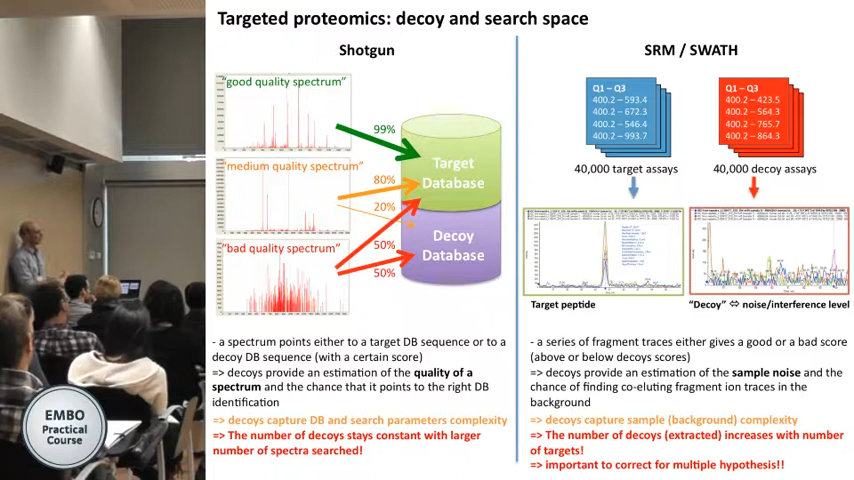 Targeted proteomics: decoy and search space
Shotgun
"good quality spectrum"
99%
"medium quality spectrum"
80%
20%
"bad quality spectrum"
50%
50%
Target
Database
Decoy
Database
- a spectrum points either to a target DB sequence or to a
decoy DB sequence (with a certain score)
=> decoys provide an estimation of the quality of a
spectrum and the chance that it points to the right DB
identification
=> decoys capture DB and search parameters complexity
=> The number of decoys stays constant with larger
number of spectra searched!
SRM / SWATH
Q1 – Q3
400.2 – 593.4
400.2 – 672.3
400.2 – 546.4
400.2 – 993.7
Q1 – Q3
400.2 – 423.5
400.2 – 564.3
400.2 – 765.7
400.2 – 864.3
40,000 target assays
40,000 decoy assays
Target peptide
"Decoy" ⇔ noise/interference level
- a series of fragment traces either gives a good or a bad score
(above or below decoys scores)
=> decoys provide an estimation of the sample noise and the
chance of finding co-eluting fragment ion traces in the
background
=> decoys capture sample (background) complexity
=> The number of decoys (extracted) increases with number
of targets!
=> important to correct for multiple hypothesis!!
EMBO
Practical
Course